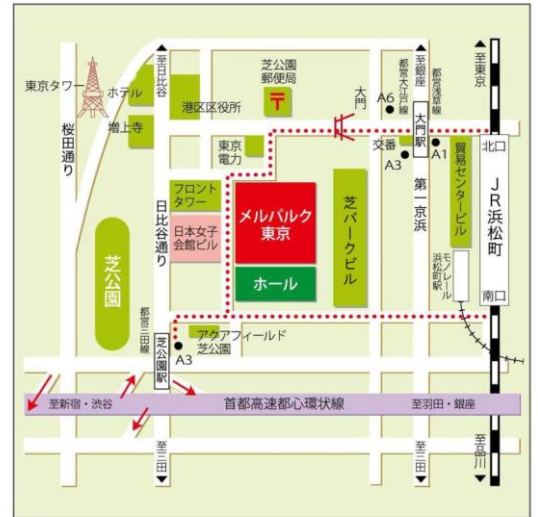 至日比谷
至銀座
至東京
東京タワー
ホテル
増上寺
桜田通り
港区区役所
芝公園
郵便局
〒
大門
都営大江戸線
都営浅草線
A6
大門駅
交番
A3
A1
北口
東京
電力
フロント
タワー
日本女子
会館ビル
日比谷通り
メルパルク
東京
ホール
芝パークビル
第一京浜
貿易センタービル
JR浜松町
モノレール
浜松町駅
南口
芝公園
都営三田線
芝公園駅
アクアフィールド
芝公園
A3
至新宿・渋谷
首都高速都心環状線
至羽田・銀座
至三田
至三田
至品川